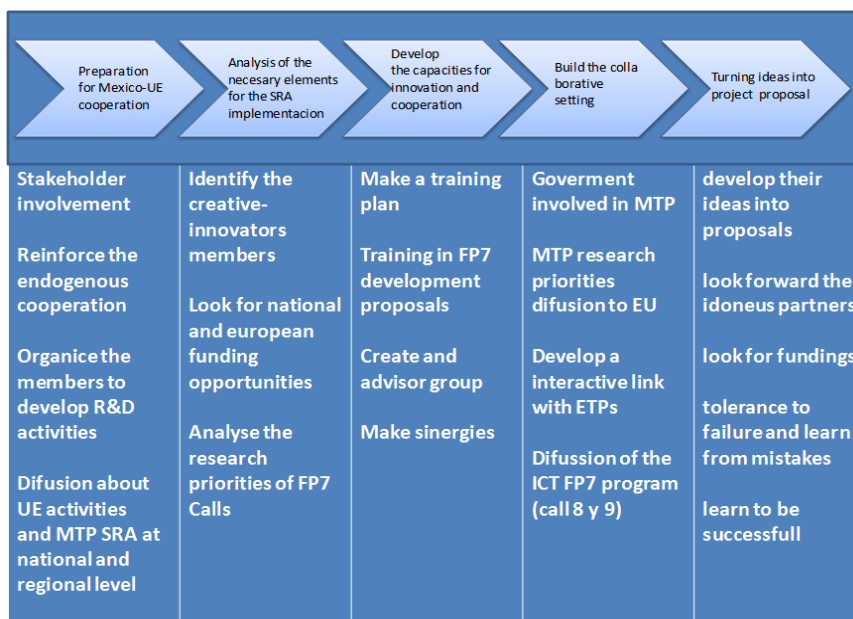 Preparation
for Mexico-UE
cooperation
Analysis of the
necesary elements
for the SRA
implementacion
Develop
the capacities for
innovation and
cooperation
Build the colla
borative
setting
Turning ideas into
project proposal
Stakeholder
involvement
Reinforce the
endogenous
cooperation
Organice the
members to
develop R&D
activities
Difusion about
UE activities
and MTP SRA at
national and
regional level
Identify the
creative-
innovators
members
Look for national
and european
funding
opportunities
Analyse the
research
priorities of FP7
Calls
Make a training
plan
Training in FP7
development
proposals
Create and
advisor group
Make sinergies
Goverment
involved in MTP
MTP research
priorities
difusion to EU
Develop a
interactive link
with ETPs
Difussion of the
ICT FP7 program
(call 8 y 9)
develop their
ideas into
proposals
look forward the
idoneus partners
look for fundings
tolerance to
failure and learn
from mistakes
learn to be
successfull